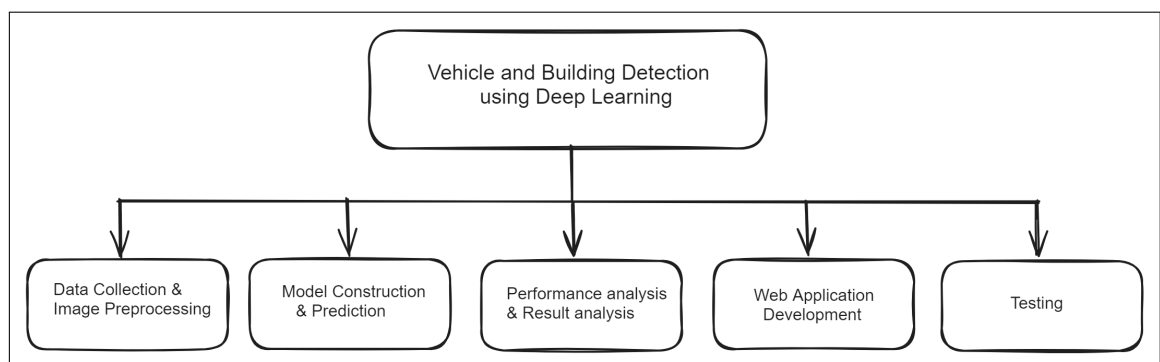 Vehicle and Building Detection
using Deep Learning
Data Collection &
Image Preprocessing
Model Construction
& Prediction
Performance analysis
& Result analysis
Web Application
Development
Testing